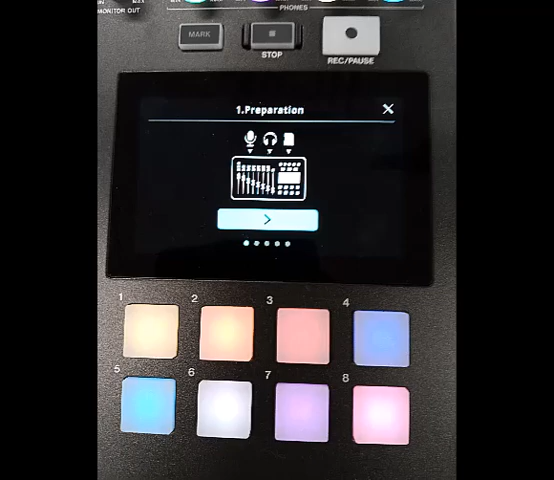 MONITOR OUT
PHONES
MARK
STOP
REC/PAUSE
1.Preparation
1
2
3
4
5
6
7
8